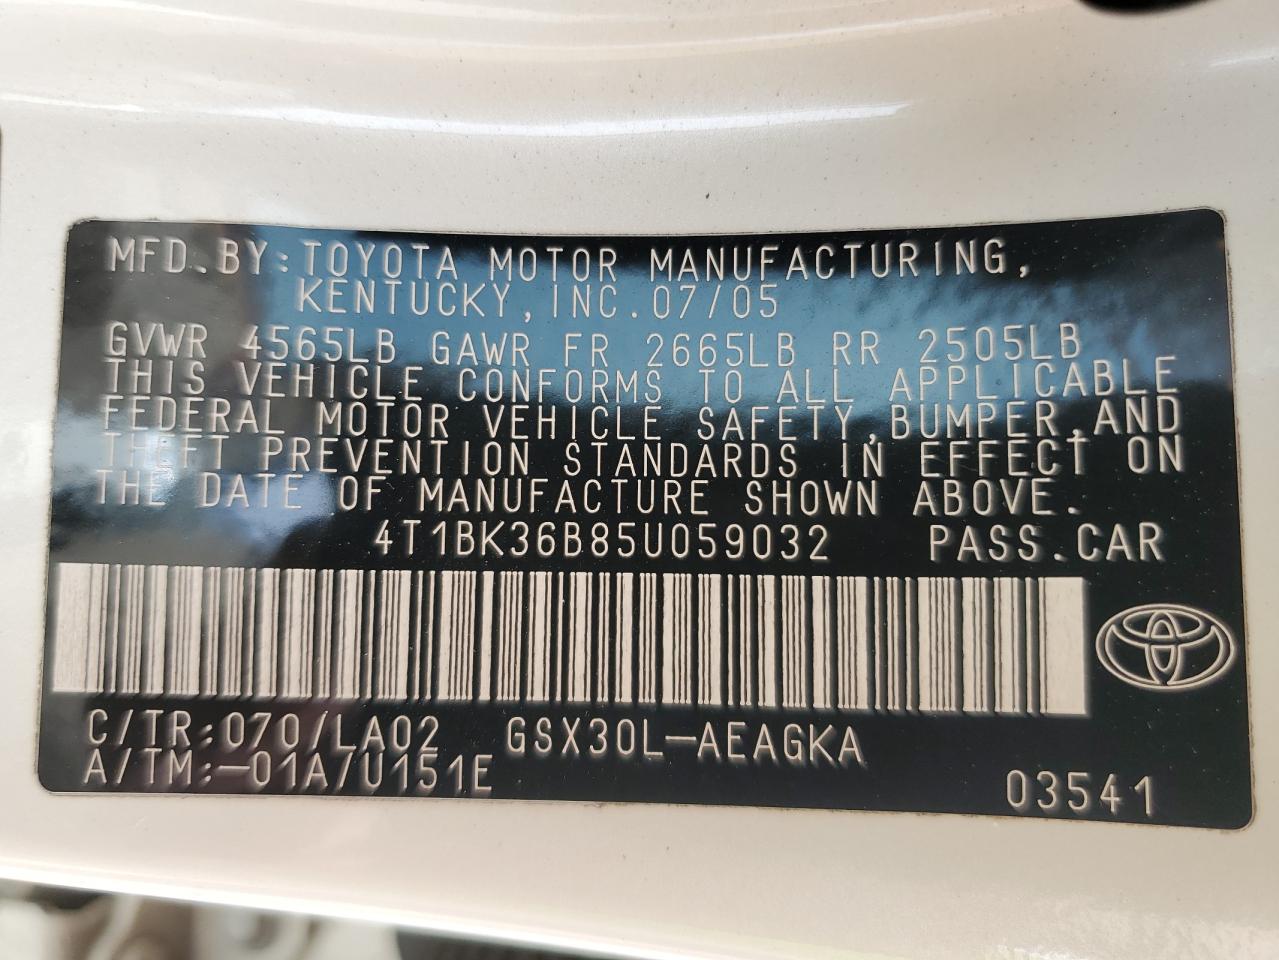 MFD.BY:TOYOTA MOTOR MANUFACTURING,
KENTUCKY,INC.07/05
GVWR 4565LB GAWR FR 2665LB RR 2505LB
THIS VEHICLE CONFORMS TO ALL APPLICABLE
FEDERAL MOTOR VEHICLE SAFETY,BUMPER,AND
THEFT PREVENTION STANDARDS IN EFFECT ON
THE DATE OF MANUFACTURE SHOWN ABOVE.
4T1BK36B85U059032 PASS.CAR
C/TR:070/LA02 GSX30L-AEAGKA
A/TM:-01A/U151E 03541